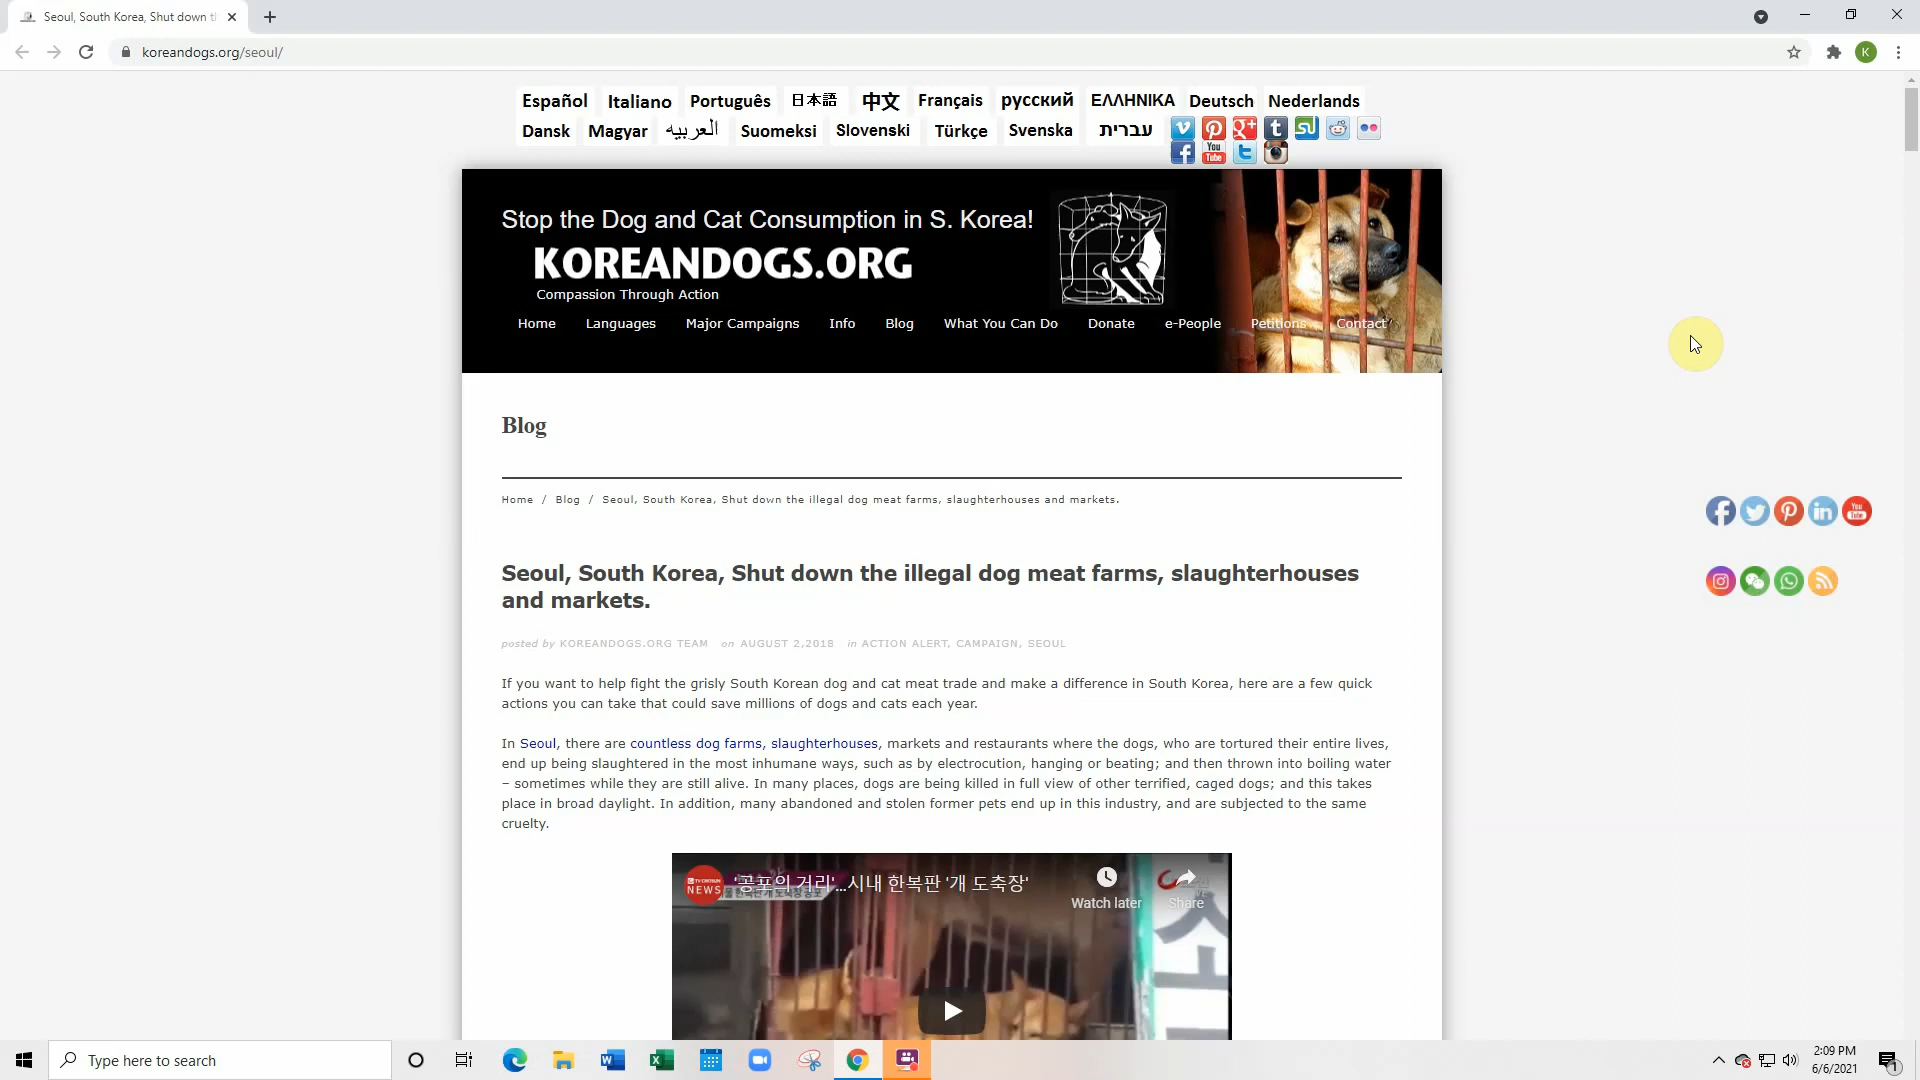 Seoul, South Korea, Shut down t
koreandogs.org/seoul/
K
Español Italiano Português 日本語 中文 Français русский ΕΛΛΗΝΙΚΑ Deutsch Nederlands
Dansk Magyar العربيه Suomeksi Slovenski Türkçe Svenska עברית
You Tube
Stop the Dog and Cat Consumption in S. Korea!
KOREANDOGS.ORG
Compassion Through Action
Home Languages Major Campaigns Info Blog What You Can Do Donate e-People Petitions Contact
Blog
Home / Blog / Seoul, South Korea, Shut down the illegal dog meat farms, slaughterhouses and markets.
Seoul, South Korea, Shut down the illegal dog meat farms, slaughterhouses
and markets.
posted by KOREANDOGS.ORG TEAM on AUGUST 2,2018 in ACTION ALERT, CAMPAIGN, SEOUL
If you want to help fight the grisly South Korean dog and cat meat trade and make a difference in South Korea, here are a few quick
actions you can take that could save millions of dogs and cats each year.
In Seoul, there are countless dog farms, slaughterhouses, markets and restaurants where the dogs, who are tortured their entire lives,
end up being slaughtered in the most inhumane ways, such as by electrocution, hanging or beating; and then thrown into boiling water
– sometimes while they are still alive. In many places, dogs are being killed in full view of other terrified, caged dogs; and this takes
place in broad daylight. In addition, many abandoned and stolen former pets end up in this industry, and are subjected to the same
cruelty.
TV CHOSUN
NEWS
'공포의 거리'...시내 한복판 '개 도축장'
Watch later
Share
Type here to search
2:09 PM
6/6/2021
1